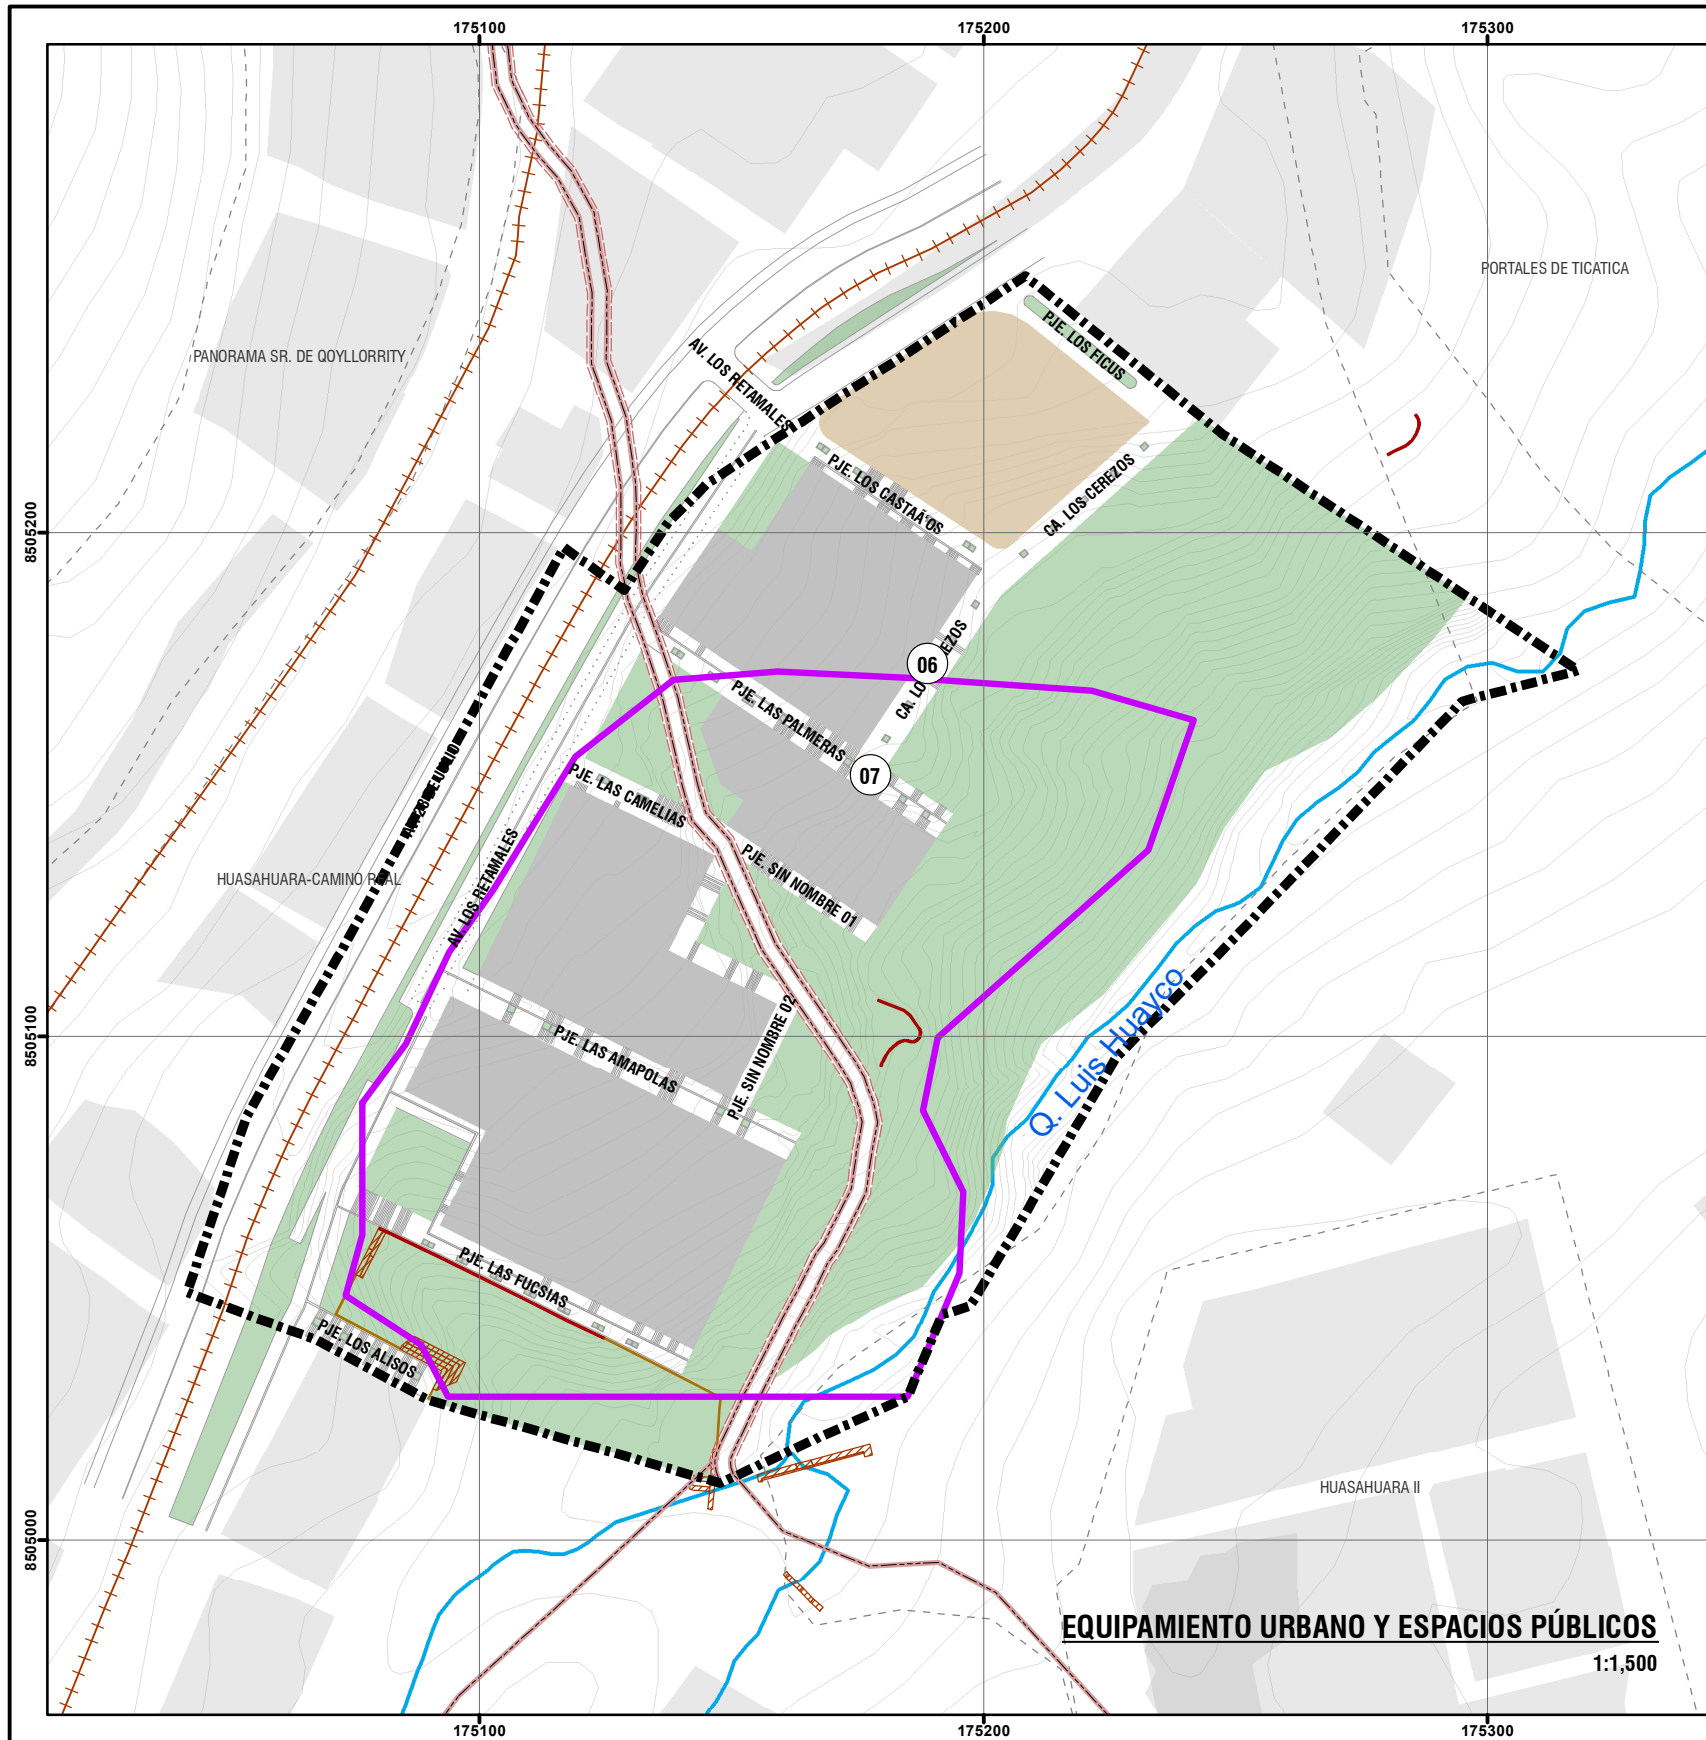 175100
175200
175300
PORTALES DE TICATICA
PJE. LOS FICUS
AV. LOS RETAMALES
PANORAMA SR. DE QOYLLORRITY
PJE. LOS CASTAÃ'OS
CA. LOS CEREZOS
8505200
06
PJE. LAS PALMERAS
07
PJE. LAS CAMELIAS
AV. LOS RETAMALES
PJE. SIN NOMBRE 01
HUASAHUARA-CAMINO REAL
PJE. SIN NOMBRE 02
PJE. LAS AMAPOLAS
8505100
Q. Luis Huayco
PJE. LAS FUCSIAS
PJE. LOS ALISOS
HUASAHUARA II
8505000
EQUIPAMIENTO URBANO Y ESPACIOS PÚBLICOS
1:1,500
175100
175200
175300